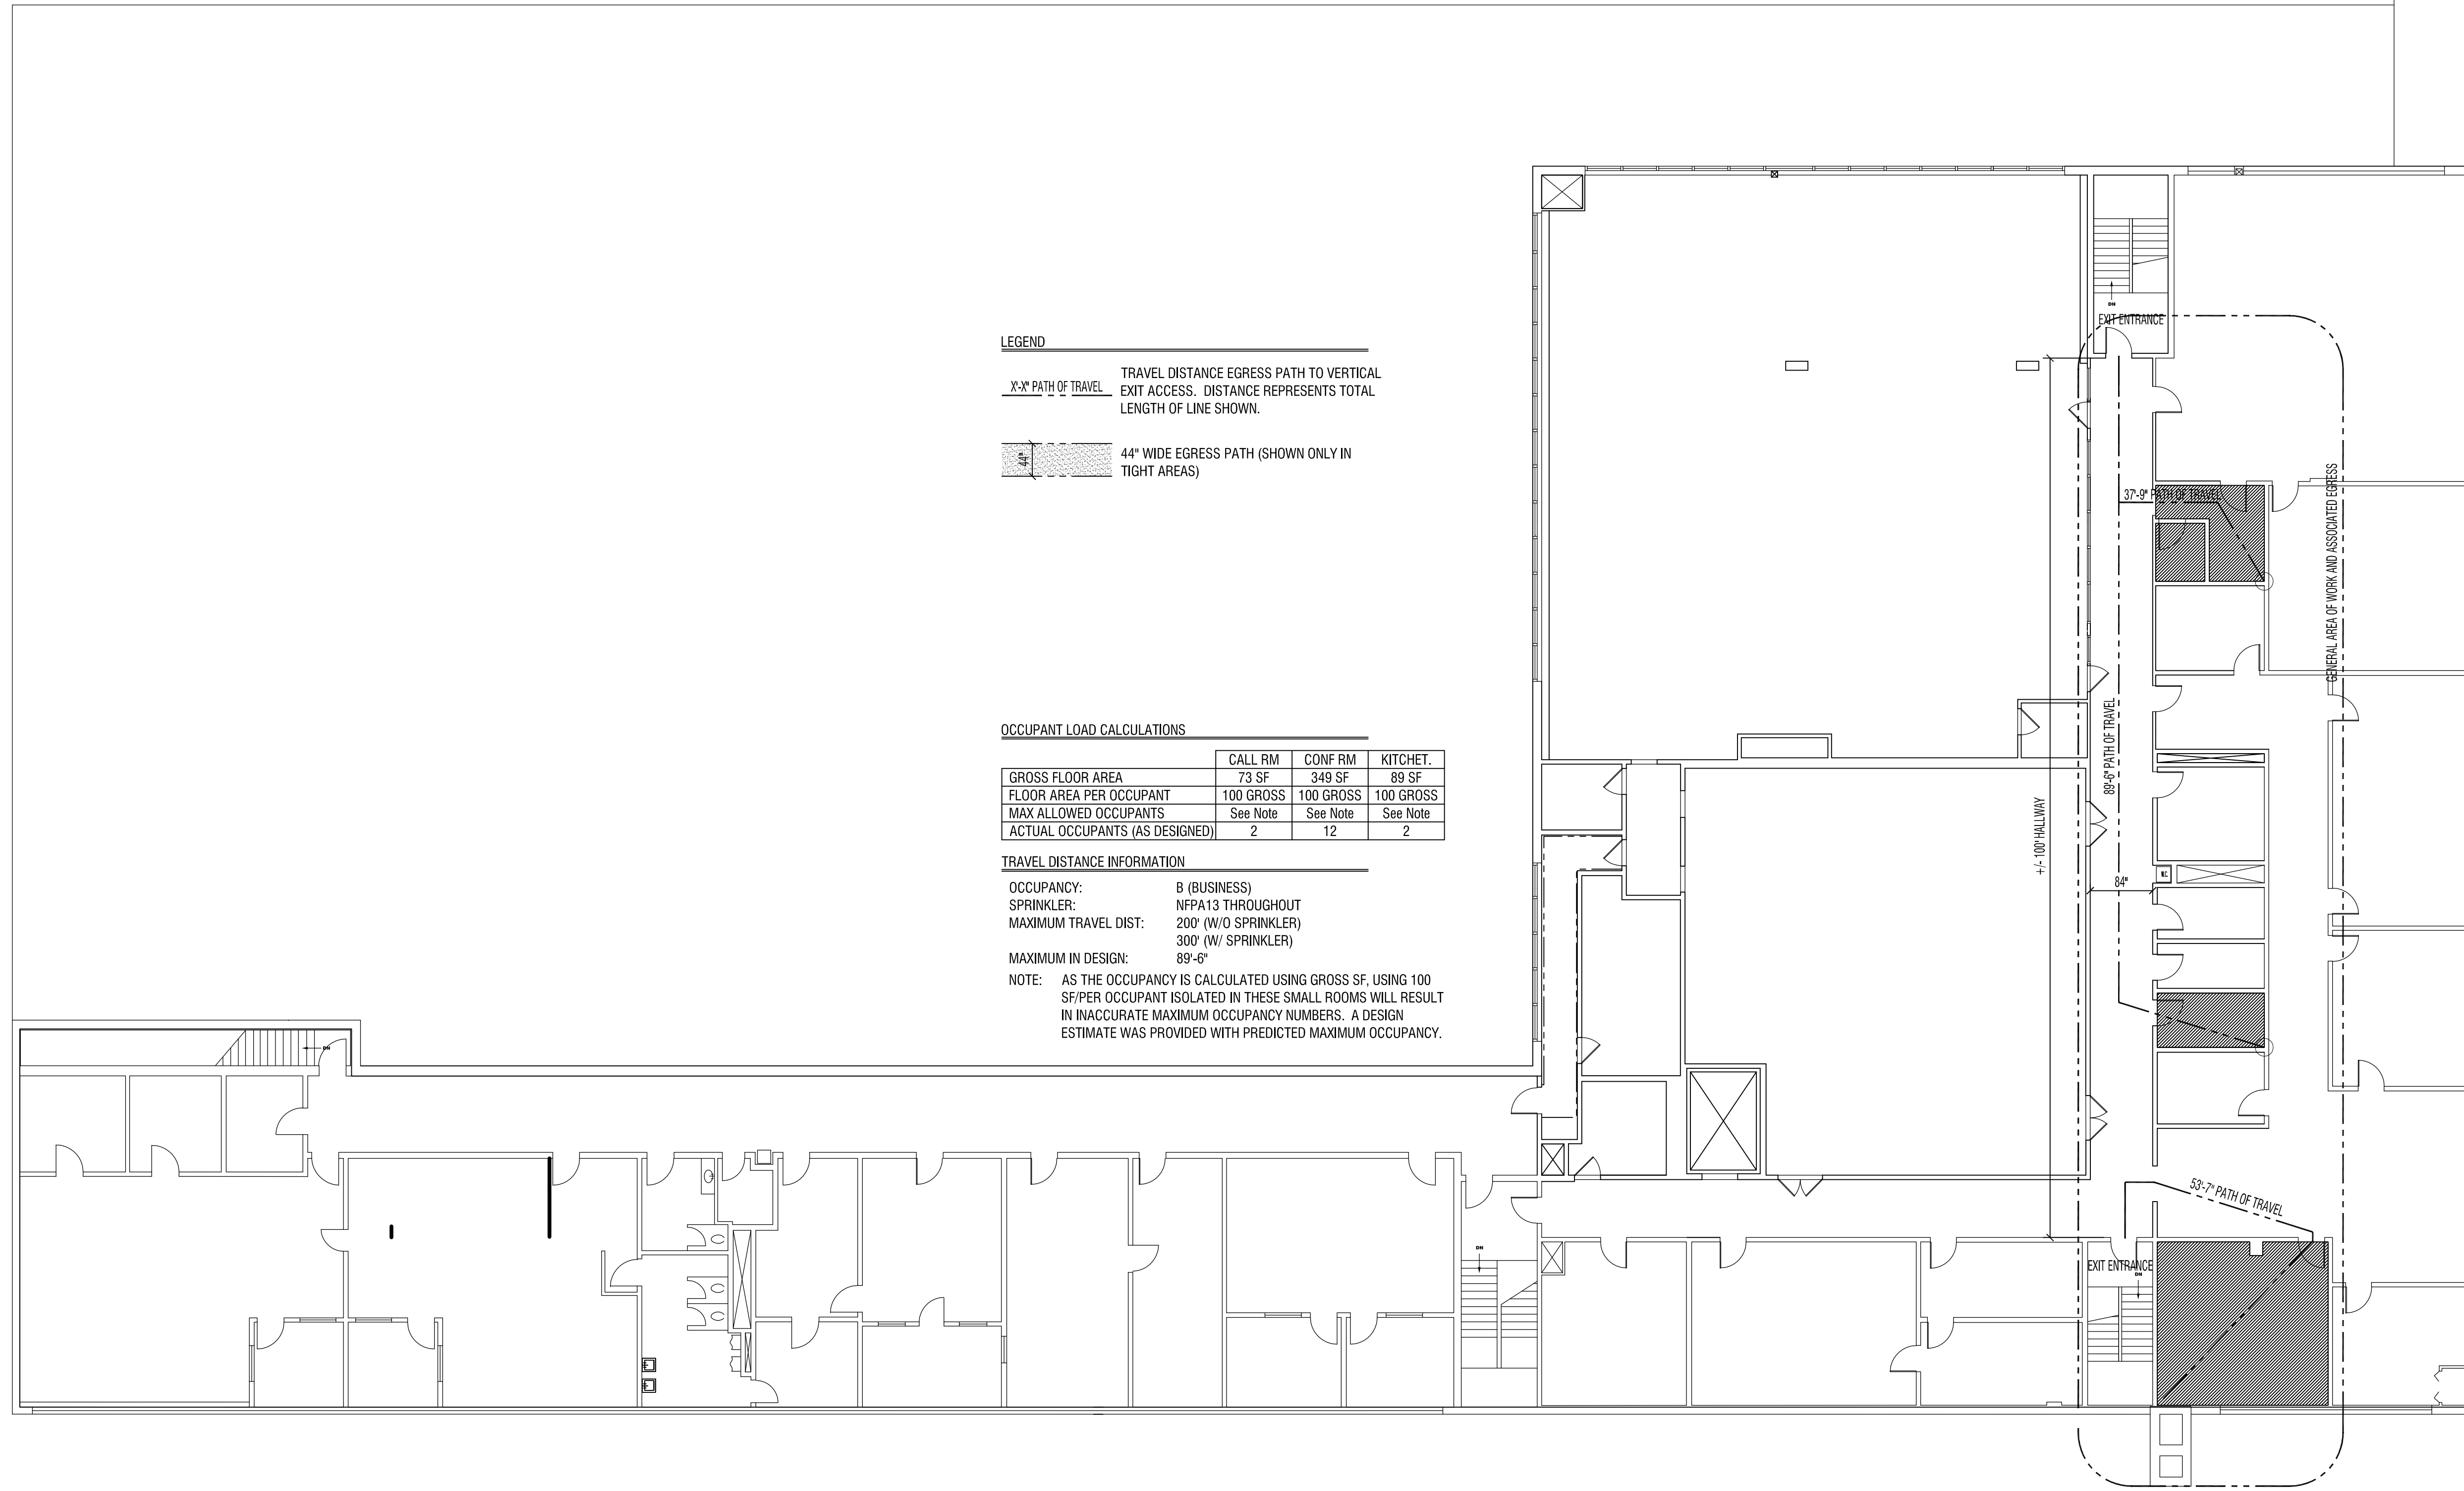 LEGEND
X'-X" PATH OF TRAVEL
TRAVEL DISTANCE EGRESS PATH TO VERTICAL
EXIT ACCESS. DISTANCE REPRESENTS TOTAL
LENGTH OF LINE SHOWN.
44"
44" WIDE EGRESS PATH (SHOWN ONLY IN
TIGHT AREAS)
OCCUPANT LOAD CALCULATIONS
CALL RM CONF RM KITCHET.
GROSS FLOOR AREA 73 SF 349 SF 89 SF
FLOOR AREA PER OCCUPANT 100 GROSS 100 GROSS 100 GROSS
MAX ALLOWED OCCUPANTS See Note See Note See Note
ACTUAL OCCUPANTS (AS DESIGNED) 2 12 2
TRAVEL DISTANCE INFORMATION
OCCUPANCY: B (BUSINESS)
SPRINKLER: NFPA13 THROUGHOUT
MAXIMUM TRAVEL DIST: 200' (W/O SPRINKLER)
300' (W/ SPRINKLER)
MAXIMUM IN DESIGN: 89'-6"
NOTE: AS THE OCCUPANCY IS CALCULATED USING GROSS SF, USING 100
SF/PER OCCUPANT ISOLATED IN THESE SMALL ROOMS WILL RESULT
IN INACCURATE MAXIMUM OCCUPANCY NUMBERS. A DESIGN
ESTIMATE WAS PROVIDED WITH PREDICTED MAXIMUM OCCUPANCY.
DN
EXIT ENTRANCE
37'-9" PATH OF TRAVEL
GENERAL AREA OF WORK AND ASSOCIATED EGRESS
89'-6" PATH OF TRAVEL
+/- 100' HALLWAY
84"
W.C.
53'-7" PATH OF TRAVEL
EXIT ENTRANCE
DN
DN
DN